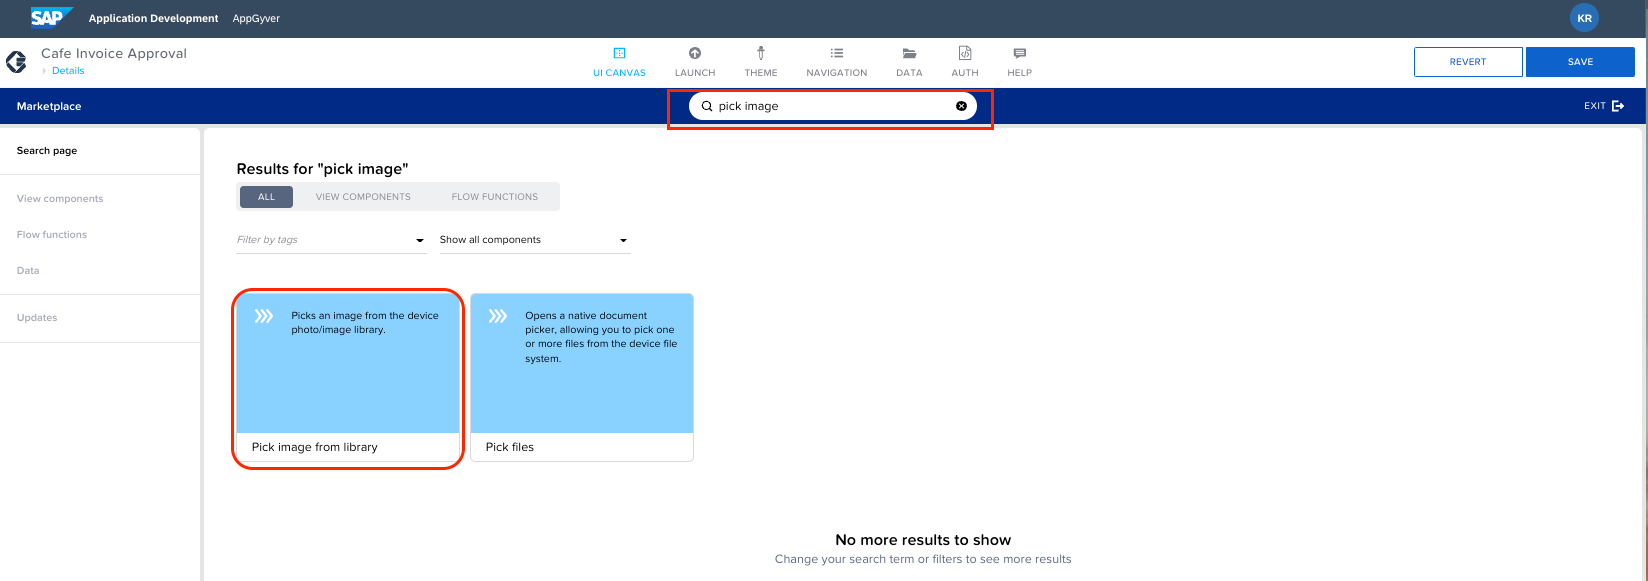 SAP Application Development AppGyver KR
Cafe Invoice Approval
Details
UI CANVAS LAUNCH THEME NAVIGATION DATA AUTH HELP
REVERT SAVE
Marketplace
pick image
EXIT
Search page
View components
Flow functions
Data
Updates
Results for "pick image"
ALL VIEW COMPONENTS FLOW FUNCTIONS
Filter by tags Show all components
Picks an image from the device
photo/image library.
Pick image from library
Opens a native document
picker, allowing you to pick one
or more files from the device file
system.
Pick files
No more results to show
Change your search term or filters to see more results